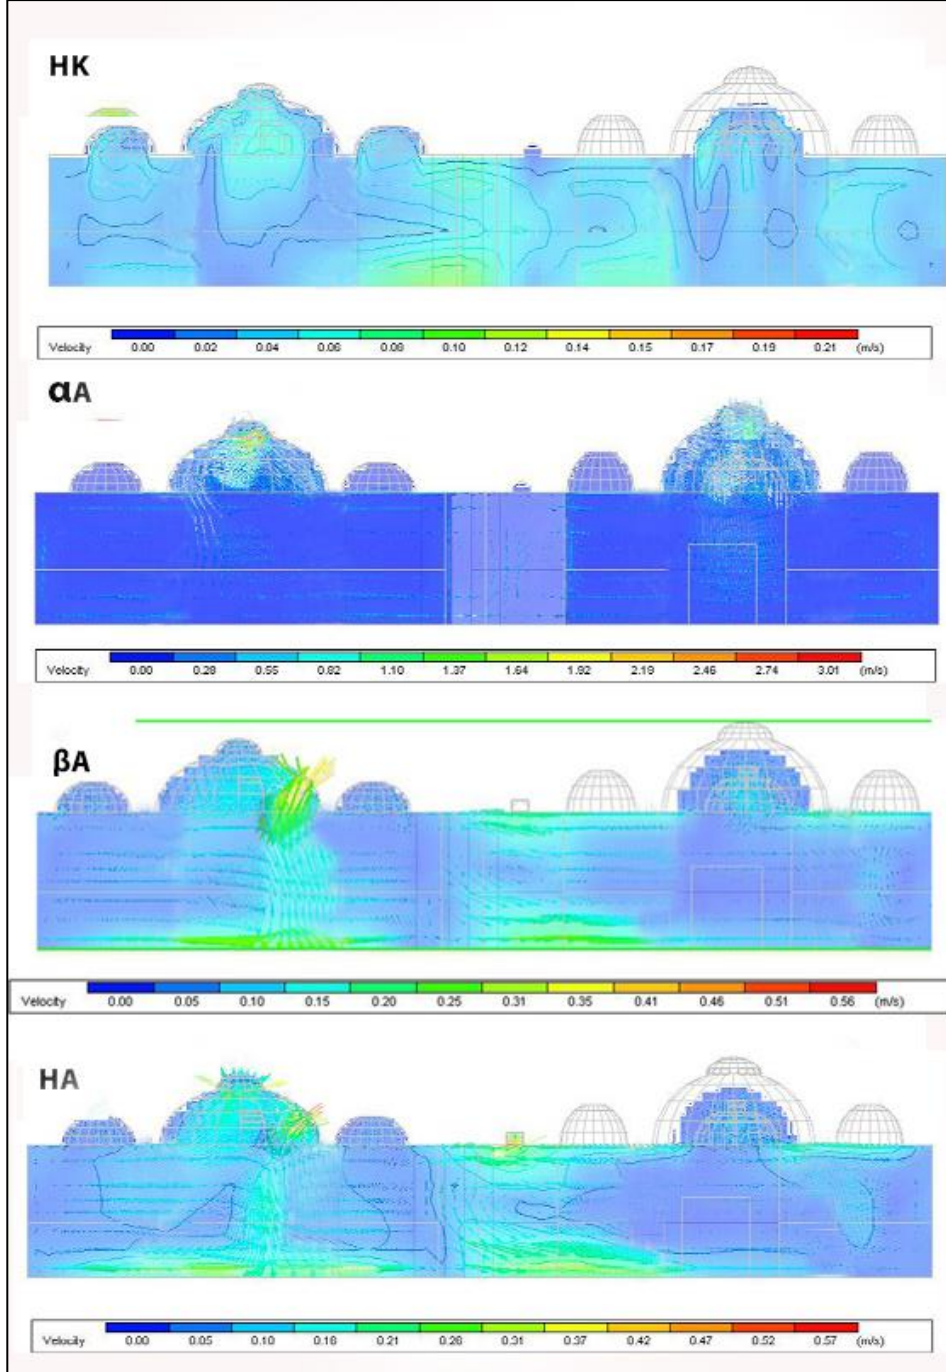 HK
Velocity 0.00 0.02 0.04 0.06 0.08 0.10 0.12 0.14 0.15 0.17 0.19 0.21 (m/s)
αA
Velocity 0.00 0.28 0.55 0.82 1.10 1.37 1.64 1.92 2.19 2.46 2.74 3.01 (m/s)
βA
Velocity 0.00 0.05 0.10 0.15 0.20 0.25 0.31 0.35 0.41 0.46 0.51 0.56 (m/s)
HA
Velocity 0.00 0.05 0.10 0.16 0.21 0.26 0.31 0.37 0.42 0.47 0.52 0.57 (m/s)